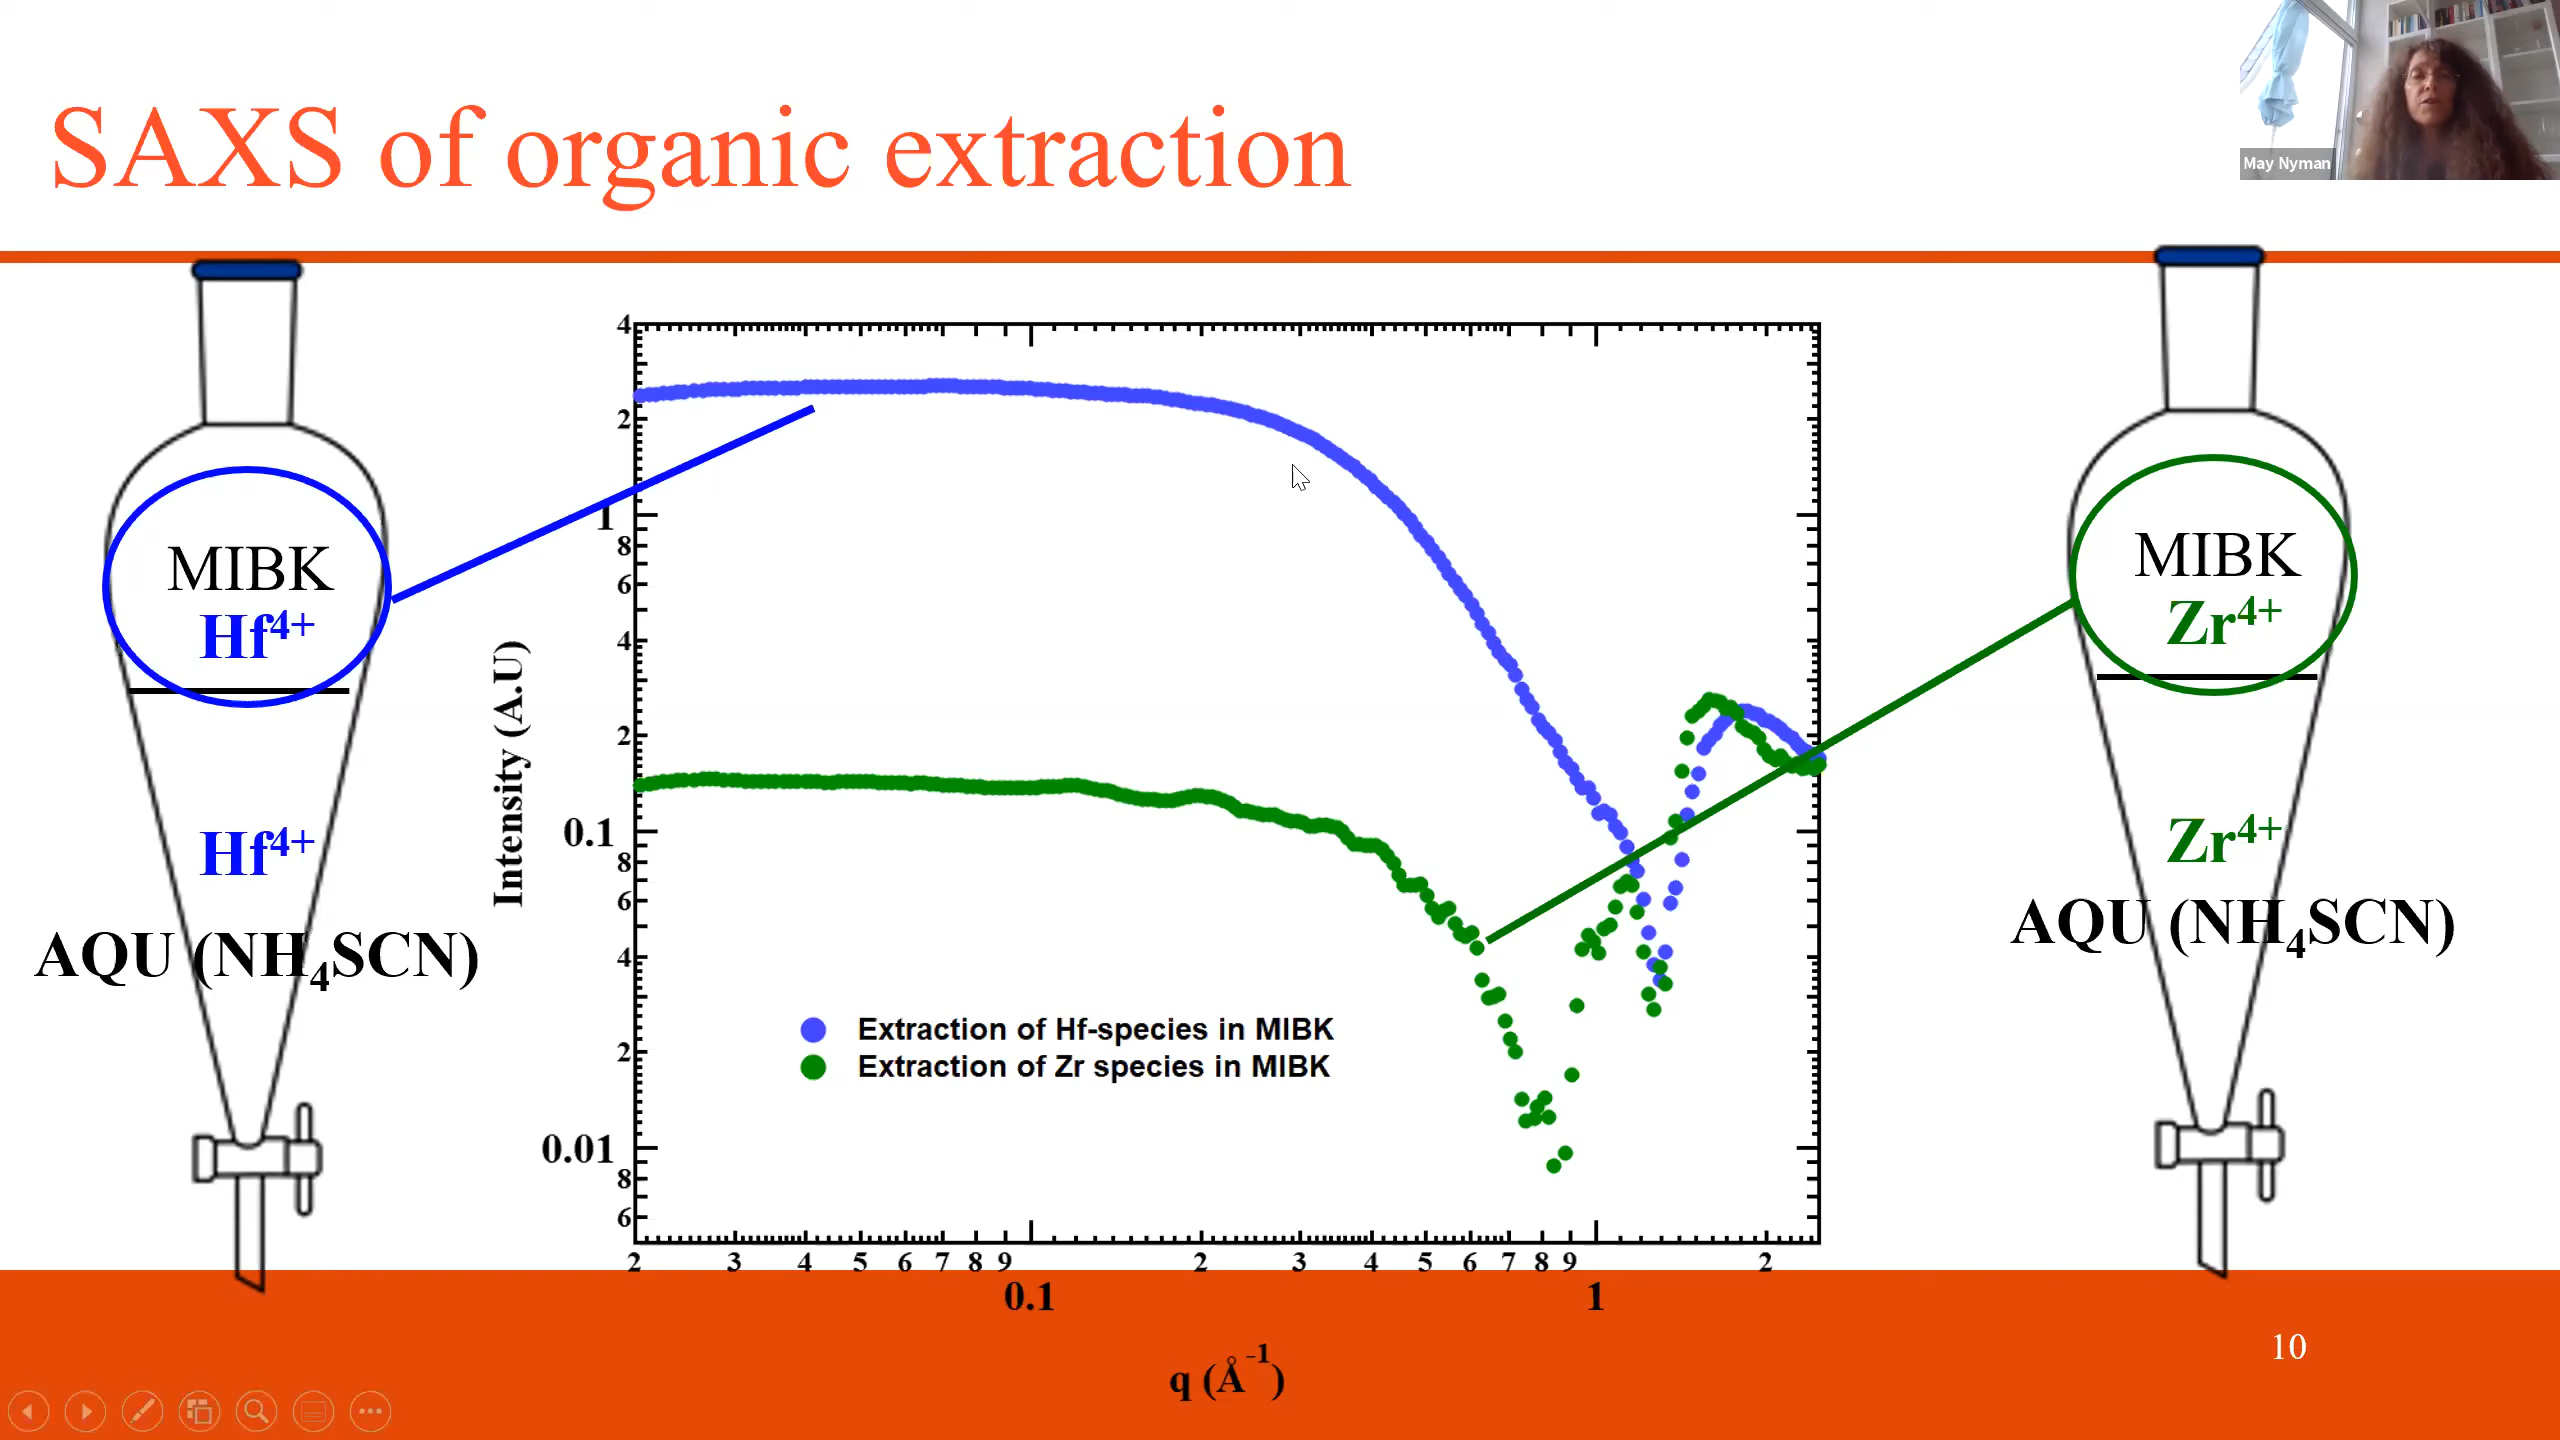 SAXS of organic extraction
May Nyman
MIBK
Hf⁴⁺
Hf⁴⁺
AQU (NH₄SCN)
4
2
1
8
6
4
2
0.1
8
6
4
2
0.01
8
6
Intensity (A.U)
Extraction of Hf-species in MIBK
Extraction of Zr species in MIBK
2 3 4 5 6 7 8 9 2 3 4 5 6 7 8 9 2
0.1 1
q (Å⁻¹)
MIBK
Zr⁴⁺
Zr⁴⁺
AQU (NH₄SCN)
10